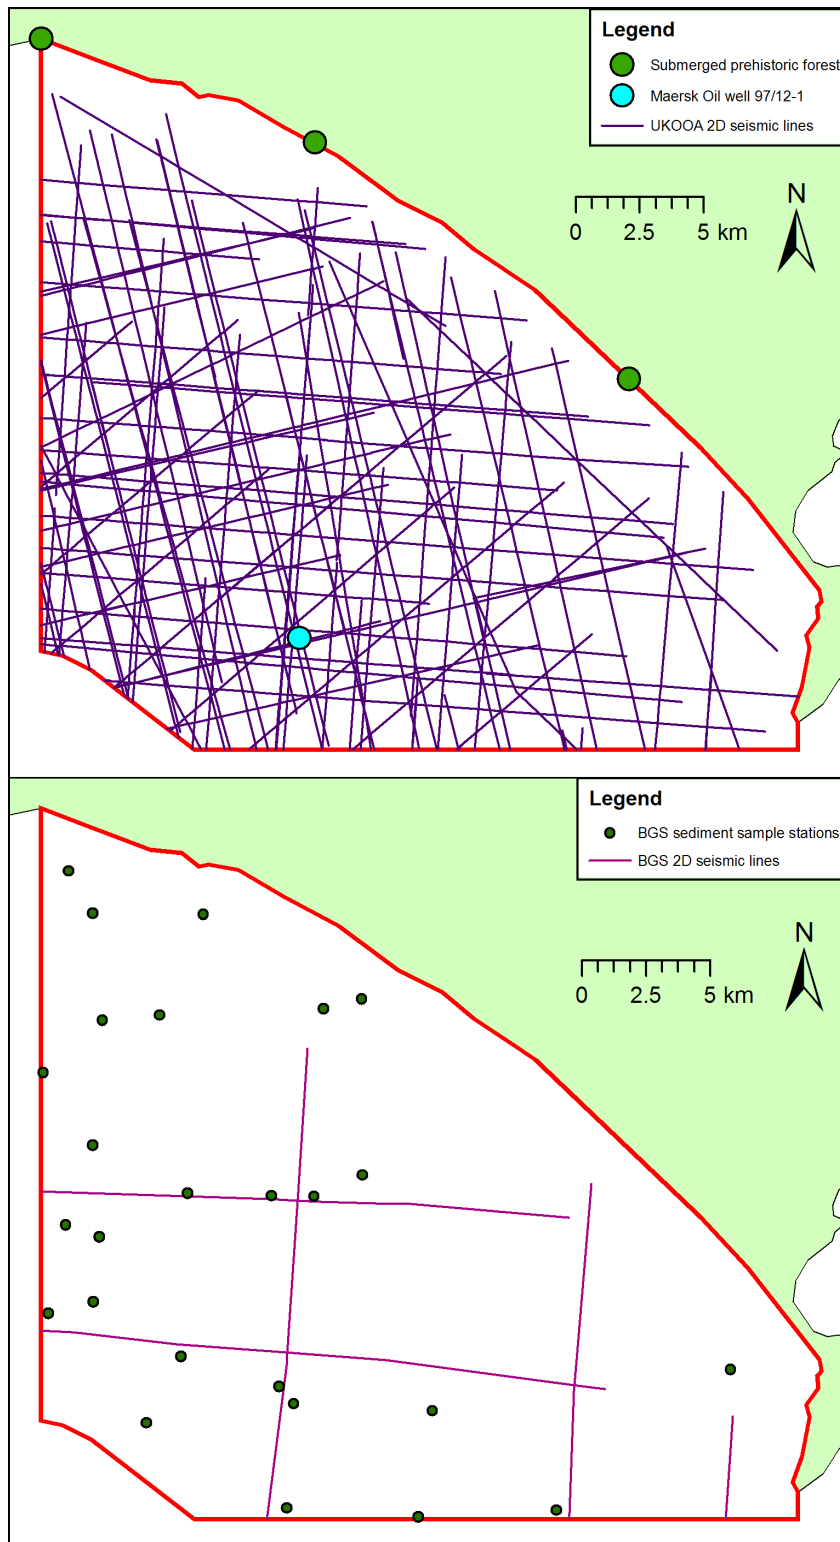 Legend
Submerged prehistoric forest
Maersk Oil well 97/12-1
UKOOA 2D seismic lines
N
0 2.5 5 km
Legend
BGS sediment sample stations
BGS 2D seismic lines
N
0 2.5 5 km